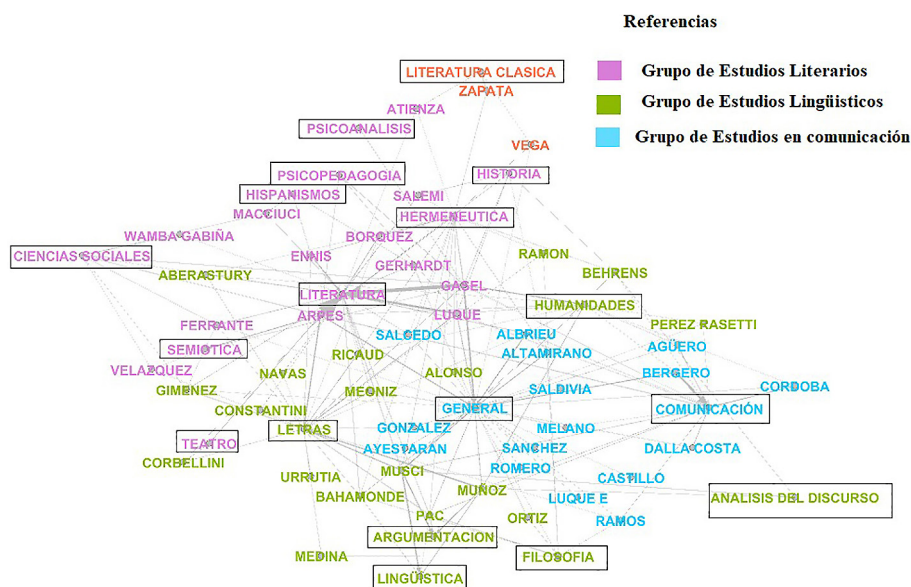 Referencias
Grupo de Estudios Literarios
Grupo de Estudios Lingüisticos
Grupo de Estudios en comunicación
LITERATURA CLASICA
ZAPATA
ATIENZA
PSICOANALISIS
VEGA
PSICOPEDAGOGIA
HISTORIA
HISPANISMOS
SALEMI
MACCIUCI
HERMENEUTICA
WAMBA GABIÑA
BORQUEZ
CIENCIAS SOCIALES
ENNIS
RAMON
GERHARDT
ABERASTURY
BEHRENS
GASEL
LITERATURA
HUMANIDADES
ARPES
LUQUE
FERRANTE
PEREZ RASETTI
SALCEDO
ALBRIEU
AGÜERO
SEMIOTICA
RICAUD
ALTAMIRANO
VELAZQUEZ
NAVAS
ALONSO
BERGERO
GIMENEZ
MEONIZ
SALDIVIA
CORDOBA
CONSTANTINI
GENERAL
COMUNICACIÓN
LETRAS
GONZALEZ
MELANO
TEATRO
AYESTARAN
SANCHEZ
DALLA COSTA
CORBELLINI
MUSCI
ROMERO
URRUTIA
CASTILLO
BAHAMONDE
MUÑOZ
LUQUE E
ANALISIS DEL DISCURSO
PAC
ORTIZ
RAMOS
ARGUMENTACION
MEDINA
FILOSOFIA
LINGÜISTICA